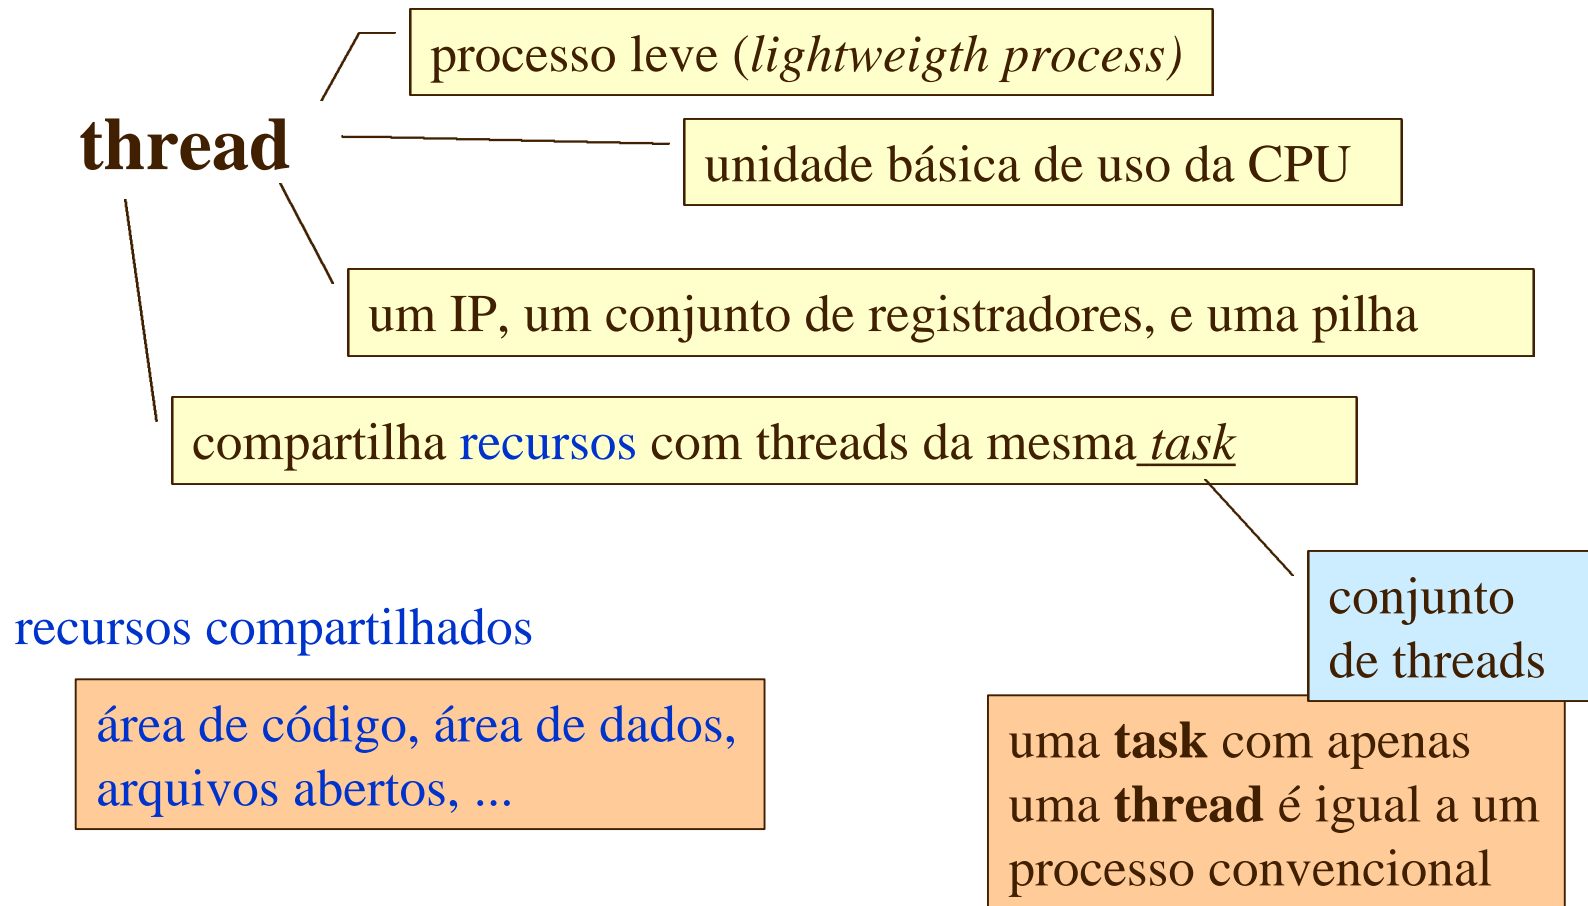 processo leve (lightweigth process)
thread
unidade básica de uso da CPU
um IP, um conjunto de registradores, e uma pilha
compartilha recursos com threads da mesma task
conjunto
de threads
recursos compartilhados
área de código, área de dados,
arquivos abertos, ...
uma task com apenas
uma thread é igual a um
processo convencional